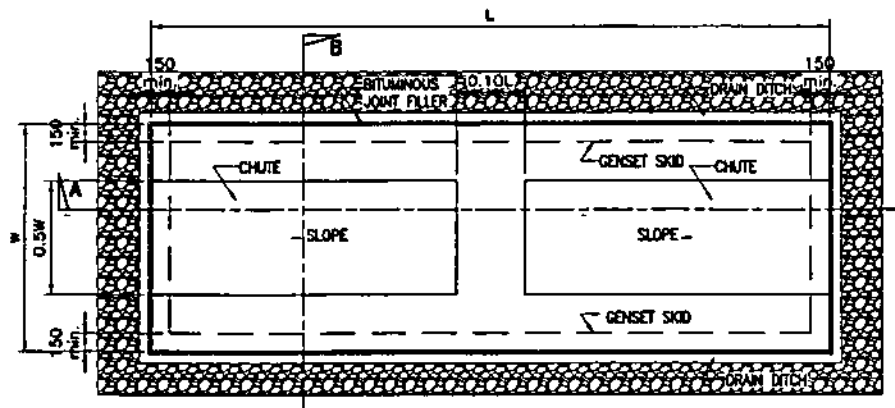 L
B
150
min.
150
min.
BITUMINOUS
JOINT FILLER
0.10L
DRAIN DITCH
150
min.
GENSET SKID
CHUTE
CHUTE
A
W
0.5W
SLOPE
SLOPE
150
min.
GENSET SKID
DRAIN DITCH